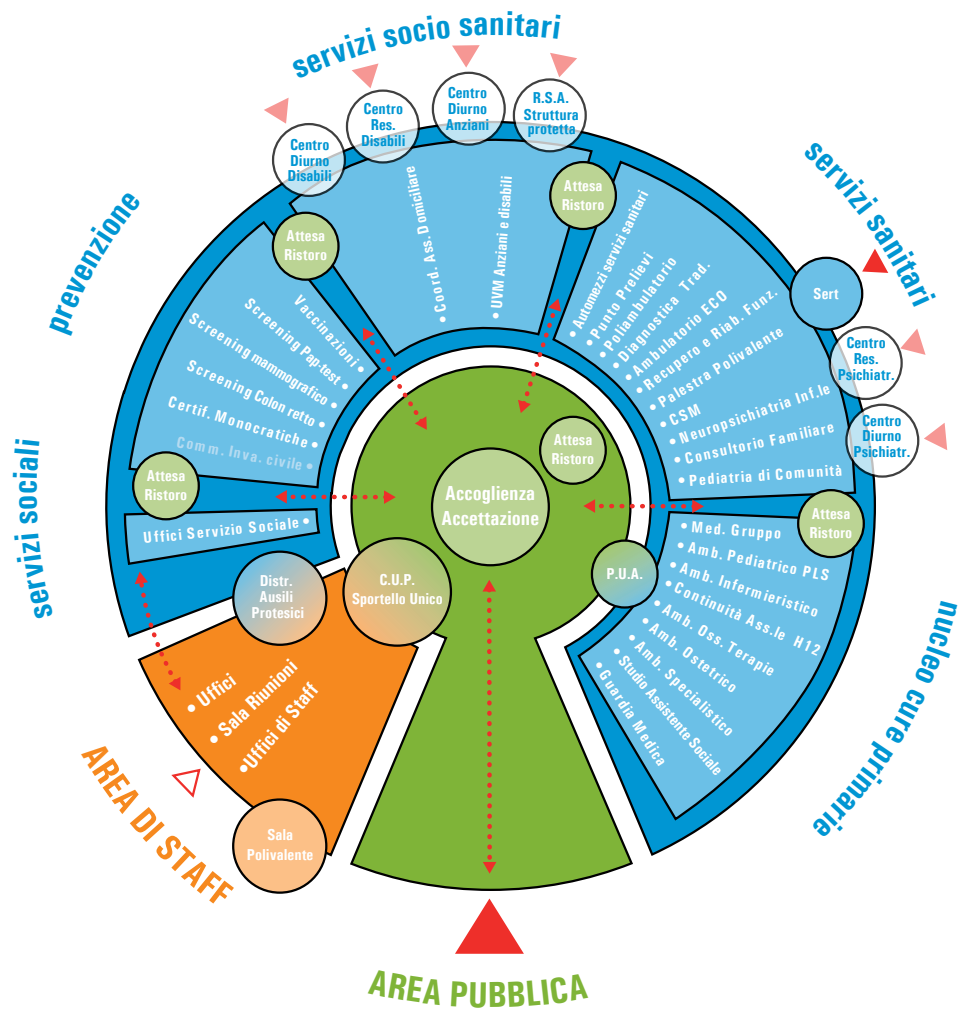 servizi socio sanitari
Centro
Diurno
Disabili
Centro
Res.
Disabili
Centro
Diurno
Anziani
R.S.A.
Struttura
protetta
Attesa
Ristoro
• Coord. Ass. Domiciliare
• UVM Anziani e disabili
Attesa
Ristoro
prevenzione
Vaccinazioni •
Screening Pap-test •
Screening mammografico •
Screening Colon retto •
Certif. Monocratiche •
Comm. Inva. civile •
servizi sanitari
• Automezzi servizi sanitari
• Punto Prelievi
• Poliambulatorio
• Diagnostica Trad.
• Ambulatorio ECO
• Recupero e Riab. Funz.
• Palestra Polivalente
• CSM
• Neuropsichiatria Inf.le
• Consultorio Familiare
• Pediatria di Comunità
Sert
Centro
Res.
Psichiatr.
Centro
Diurno
Psichiatr.
servizi sociali
Attesa
Ristoro
Uffici Servizio Sociale •
Attesa
Ristoro
Accoglienza
Accettazione
Attesa
Ristoro
P.U.A.
• Med. Gruppo
• Amb. Pediatrico PLS
• Amb. Infermieristico
• Continuità Ass.le H12
• Amb. Oss. Terapie
• Amb. Ostetrico
• Amb. Specialistico
• Studio Assistente Sociale
• Guardia Medica
nucleo cure primarie
Distr.
Ausili
Protesici
C.U.P.
Sportello Unico
• Uffici
• Sala Riunioni
•Uffici di Staff
Sala
Polivalente
AREA DI STAFF
AREA PUBBLICA